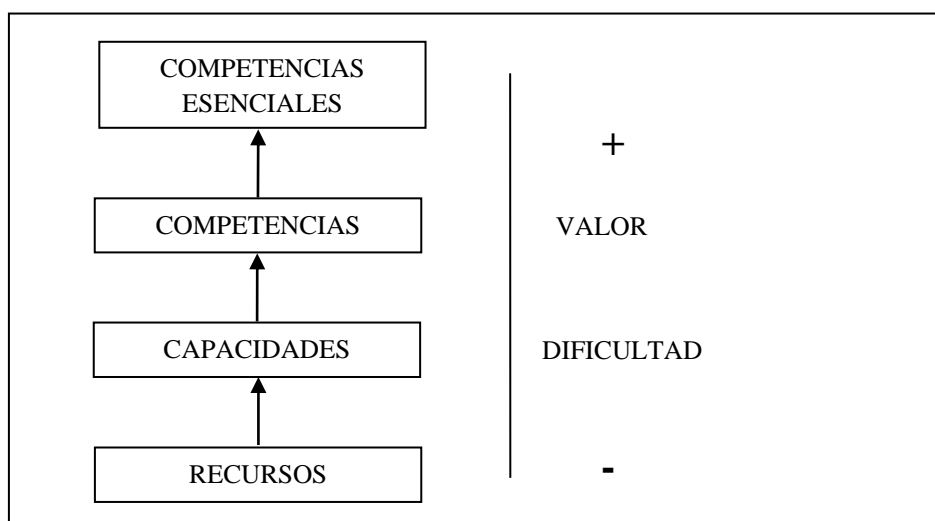 COMPETENCIAS
ESENCIALES
+
COMPETENCIAS
VALOR
CAPACIDADES
DIFICULTAD
RECURSOS
-